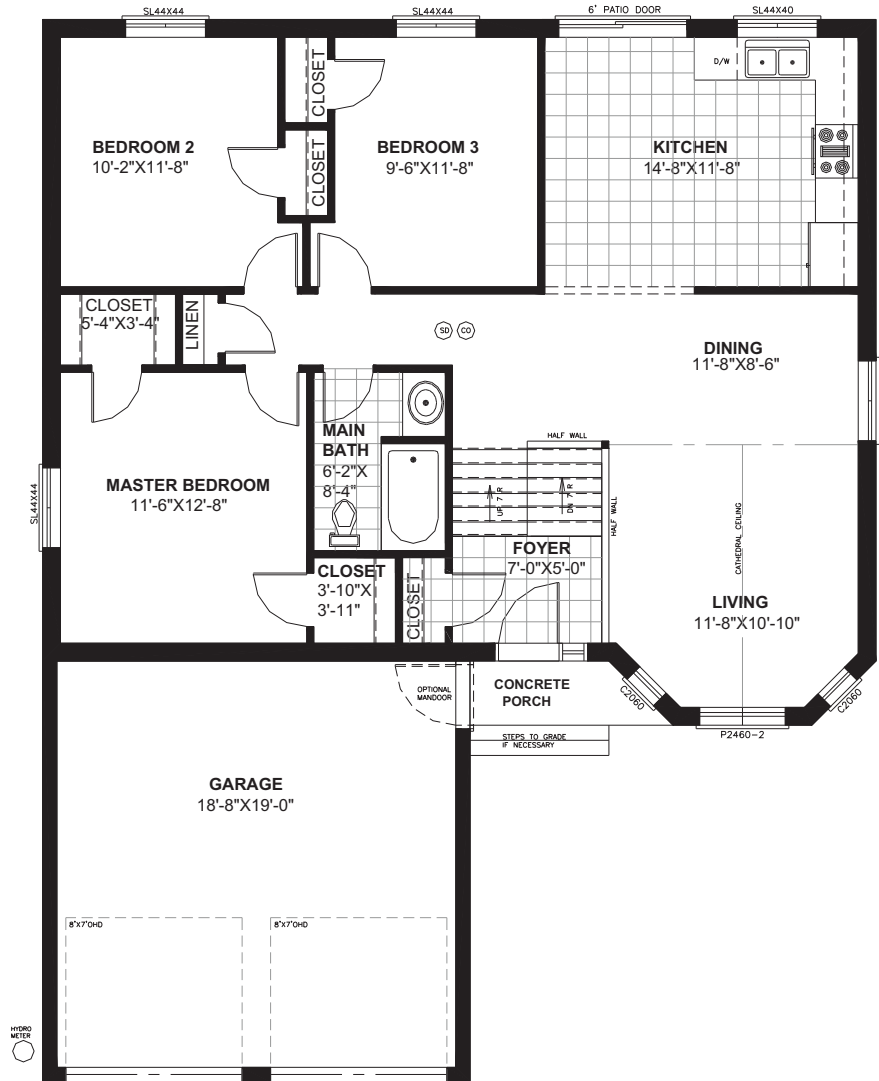 SL44X44
SL44X44
6' PATIO DOOR
SL44X40
CLOSET
D/W
BEDROOM 2
10'-2"X11'-8"
BEDROOM 3
9'-6"X11'-8"
KITCHEN
14'-8"X11'-8"
CLOSET
CLOSET
5'-4"X3'-4"
LINEN
SD
CO
DINING
11'-8"X8'-6"
MAIN
BATH
6'-2"X
8'-4"
HALF WALL
MASTER BEDROOM
11'-6"X12'-8"
SL44X44
UP 7 R
DN 7 R
HALF WALL
CATHEDRAL CEILING
FOYER
7'-0"X5'-0"
CLOSET
3'-10"X
3'-11"
CLOSET
LIVING
11'-8"X10'-10"
OPTIONAL
MANDOOR
CONCRETE
PORCH
C2060
C2060
P2460-2
STEPS TO GRADE
IF NECESSARY
GARAGE
18'-8"X19'-0"
8'X7'OHD
8'X7'OHD
HYDRO
METER